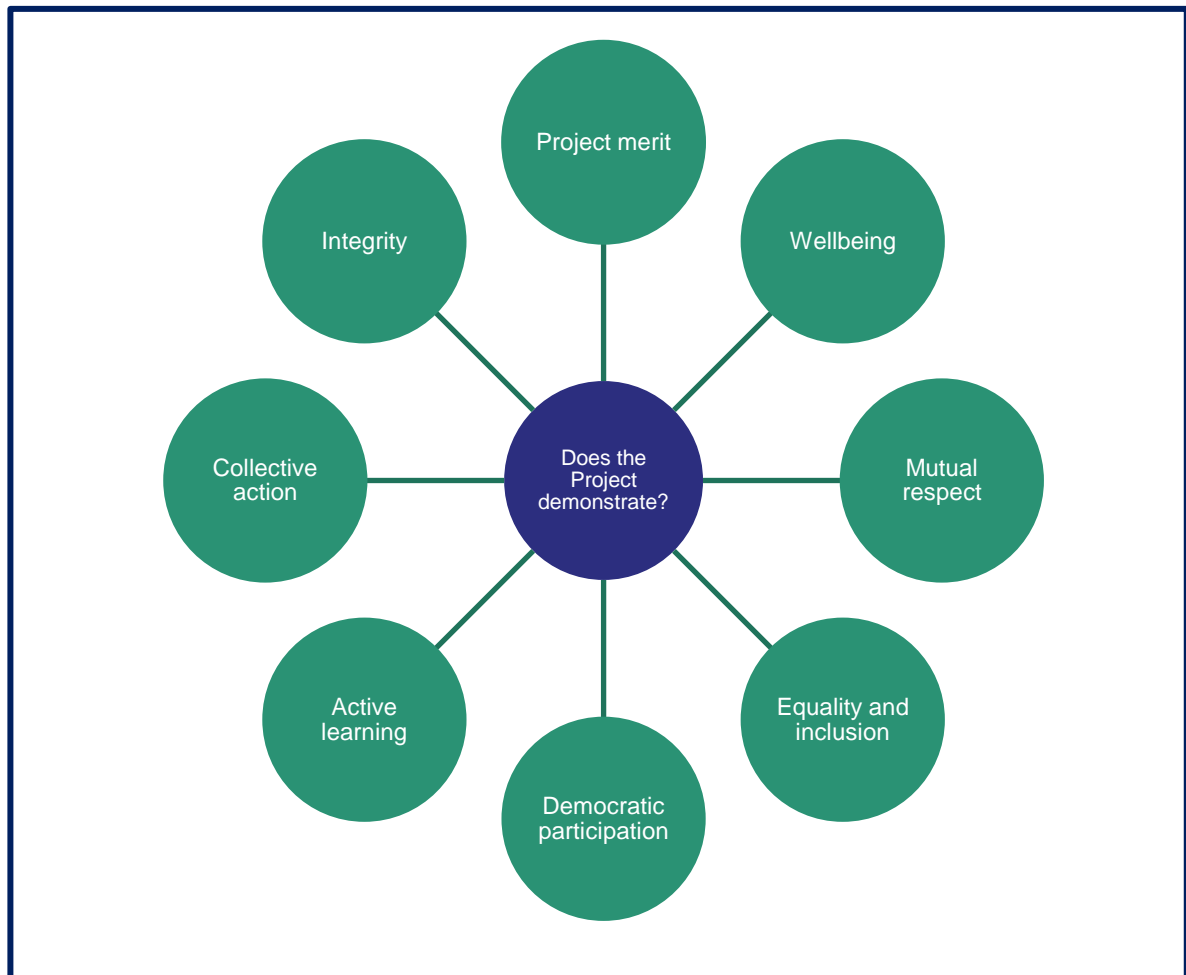 Project merit
Integrity
Wellbeing
Collective
action
Does the
Project
demonstrate?
Mutual
respect
Active
learning
Equality and
inclusion
Democratic
participation